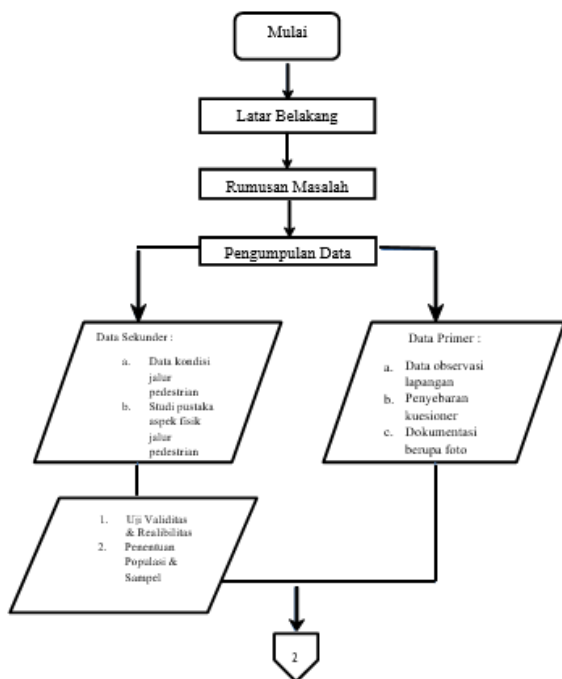 Mulai
Latar Belakang
Rumusan Masalah
Pengumpulan Data
Data Sekunder :
a. Data kondisi
jalur
pedestrian
b. Studi pustaka
aspek fisik
jalur
pedestrian
Data Primer :
a. Data observasi
lapangan
b. Penyebaran
kuesioner
c. Dokumentasi
berupa foto
1. Uji Validitas
& Realibilitas
2. Penentuan
Populasi &
Sampel
2